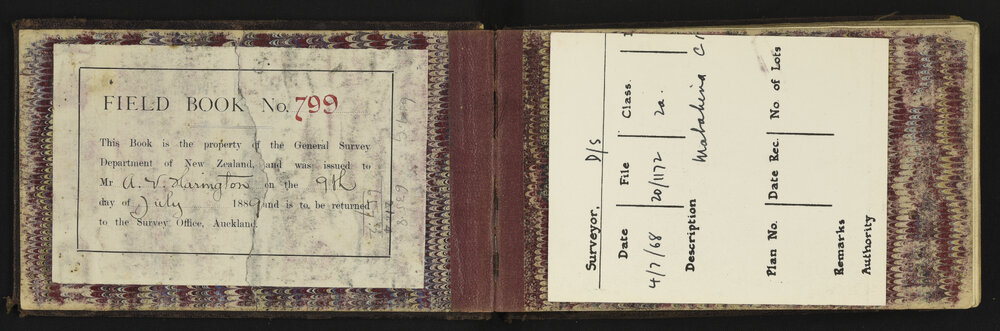 FIELD BOOK No. 799
This Book is the property of the General Survey
Department of New Zealand, and was issued to
Mr A. V. Harington on the 9th
day of July 1889 and is to be returned
to the Survey Office, Auckland.
Surveyor, D/S
Date File Class.
4/7/68 20/1172 2a.
Description Matahina
Plan No. Date Rec. No. of Lots
Remarks
Authority